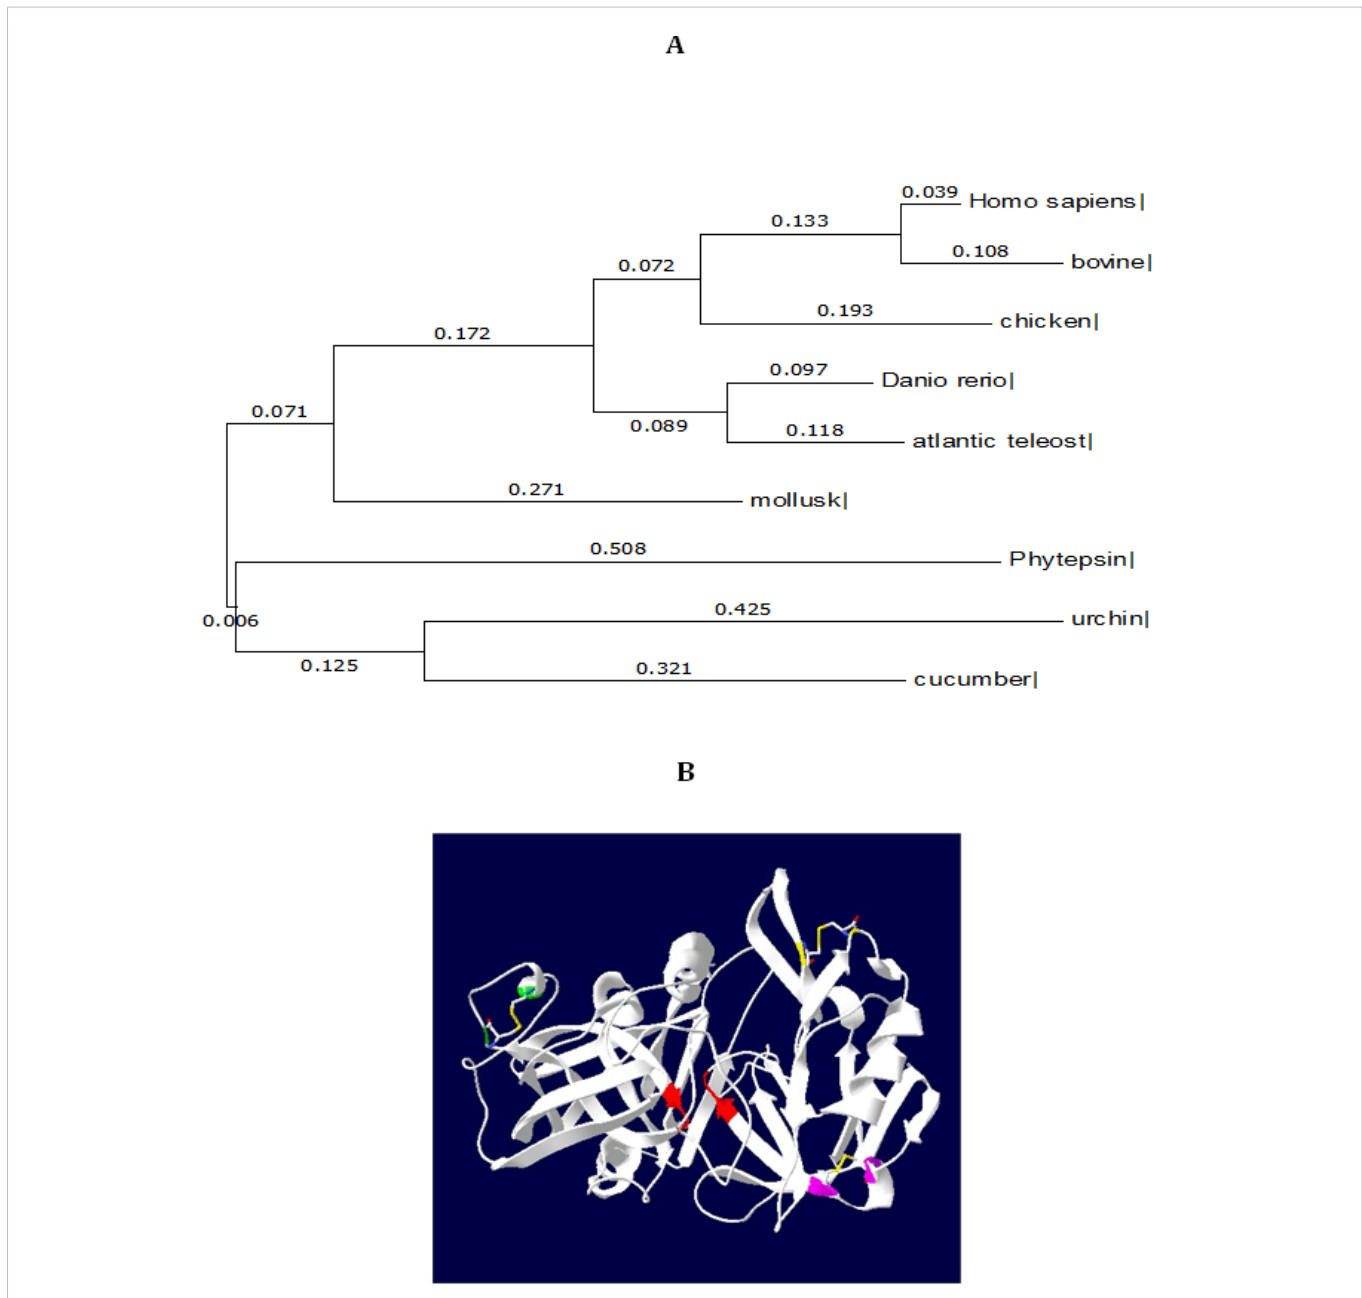 A
0.039
Homo sapiens|
0.133
0.108
bovine|
0.072
0.193
chicken|
0.172
0.097
Danio rerio|
0.071
0.089
0.118
atlantic teleost|
0.271
mollusk|
0.508
Phytepsin|
0.006
0.425
urchin|
0.125
0.321
cucumber|
B